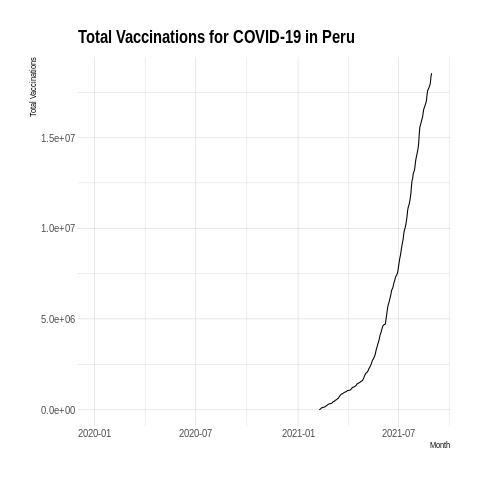 Total Vaccinations for COVID-19 in Peru
Total Vaccinations
1.5e+07
1.0e+07
5.0e+06
0.0e+00
2020-01 2020-07 2021-01 2021-07
Month